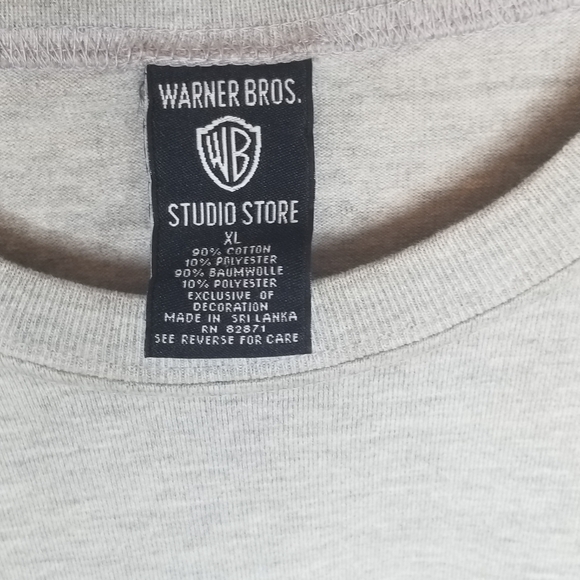 WARNER BROS.
WB
STUDIO STORE
XL
90% COTTON
10% POLYESTER
90% BAUMWOLLE
10% POLYESTER
EXCLUSIVE OF
DECORATION
MADE IN SRI LANKA
RN 82871
SEE REVERSE FOR CARE